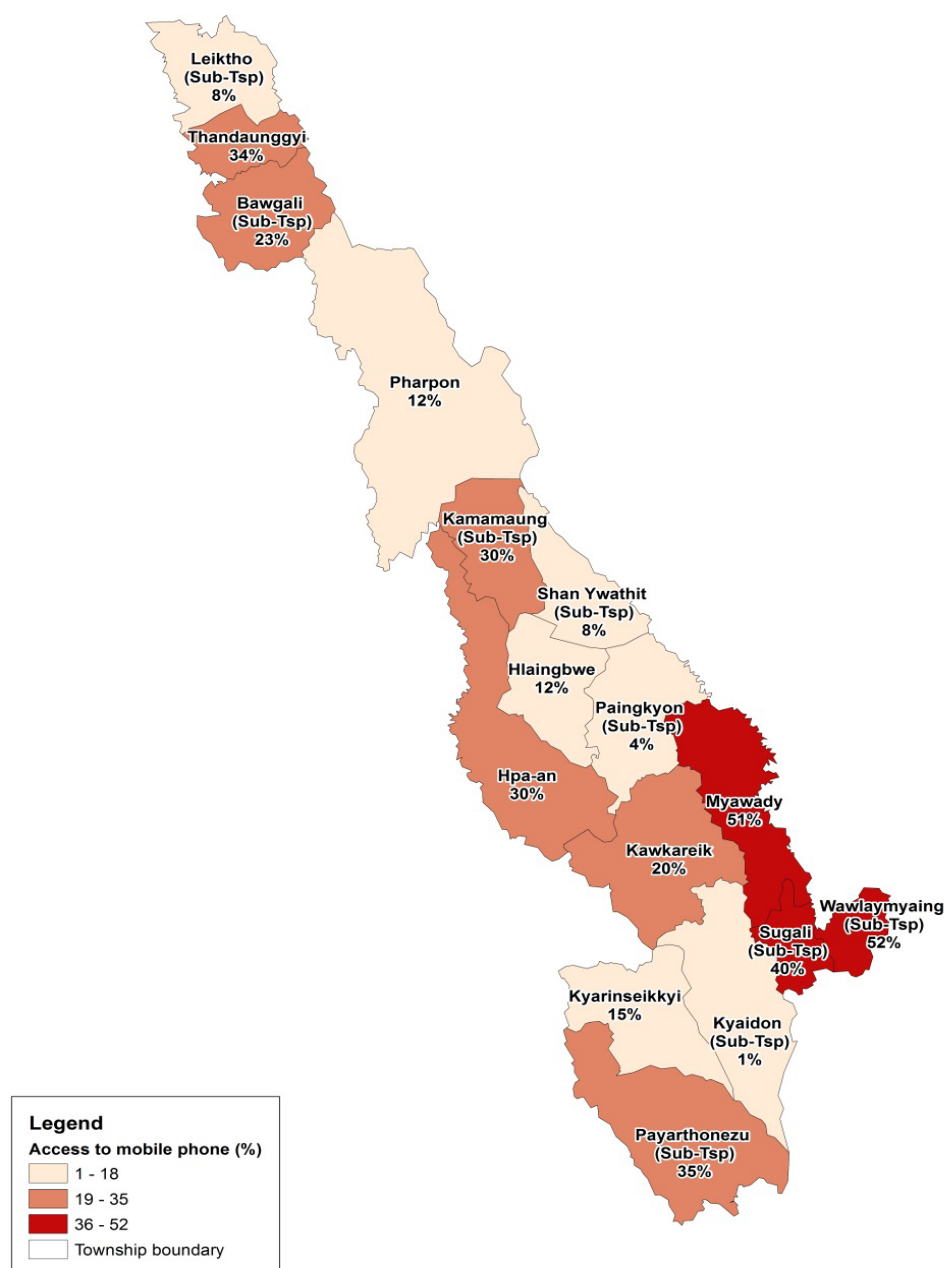 Leiktho
(Sub-Tsp)
8%
Thandaunggyi
34%
Bawgali
(Sub-Tsp)
23%
Pharpon
12%
Kamamaung
(Sub-Tsp)
30%
Shan Ywathit
(Sub-Tsp)
8%
Hlaingbwe
12%
Paingkyon
(Sub-Tsp)
4%
Hpa-an
30%
Myawady
51%
Kawkareik
20%
Wawlaymyaing
(Sub-Tsp)
52%
Sugali
(Sub-Tsp)
40%
Kyarinseikkyi
15%
Kyaidon
(Sub-Tsp)
1%
Payarthonezu
(Sub-Tsp)
35%
Legend
Access to mobile phone (%)
1 - 18
19 - 35
36 - 52
Township boundary